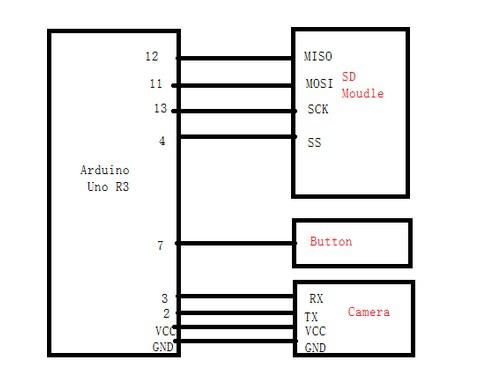 12
MISO
11
MOSI
SD
Moudle
13
SCK
4
SS
Arduino
Uno R3
7
Button
3
RX
Camera
2
TX
VCC
VCC
GND
GND